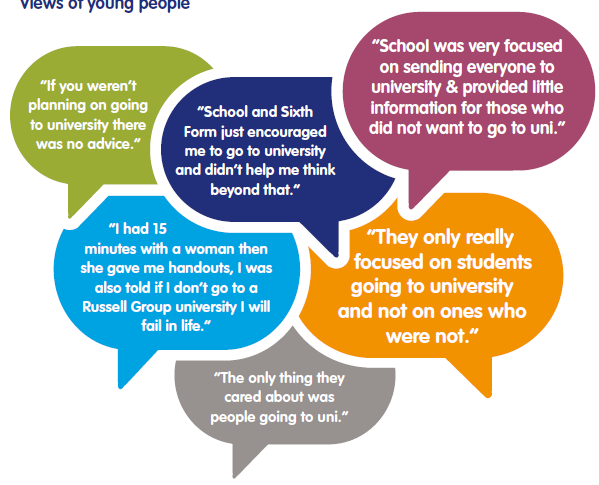 Views of young people
“If you weren’t
planning on going
to university there
was no advice.”
“School and Sixth
Form just encouraged
me to go to university
and didn’t help me think
beyond that.”
“School was very focused
on sending everyone to
university & provided little
information for those who
did not want to go to uni.”
“I had 15
minutes with a woman then
she gave me handouts, I was
also told if I don’t go to a
Russell Group university I will
fail in life.”
“They only really
focused on students
going to university
and not on ones who
were not.”
“The only thing they
cared about was
people going to uni.”